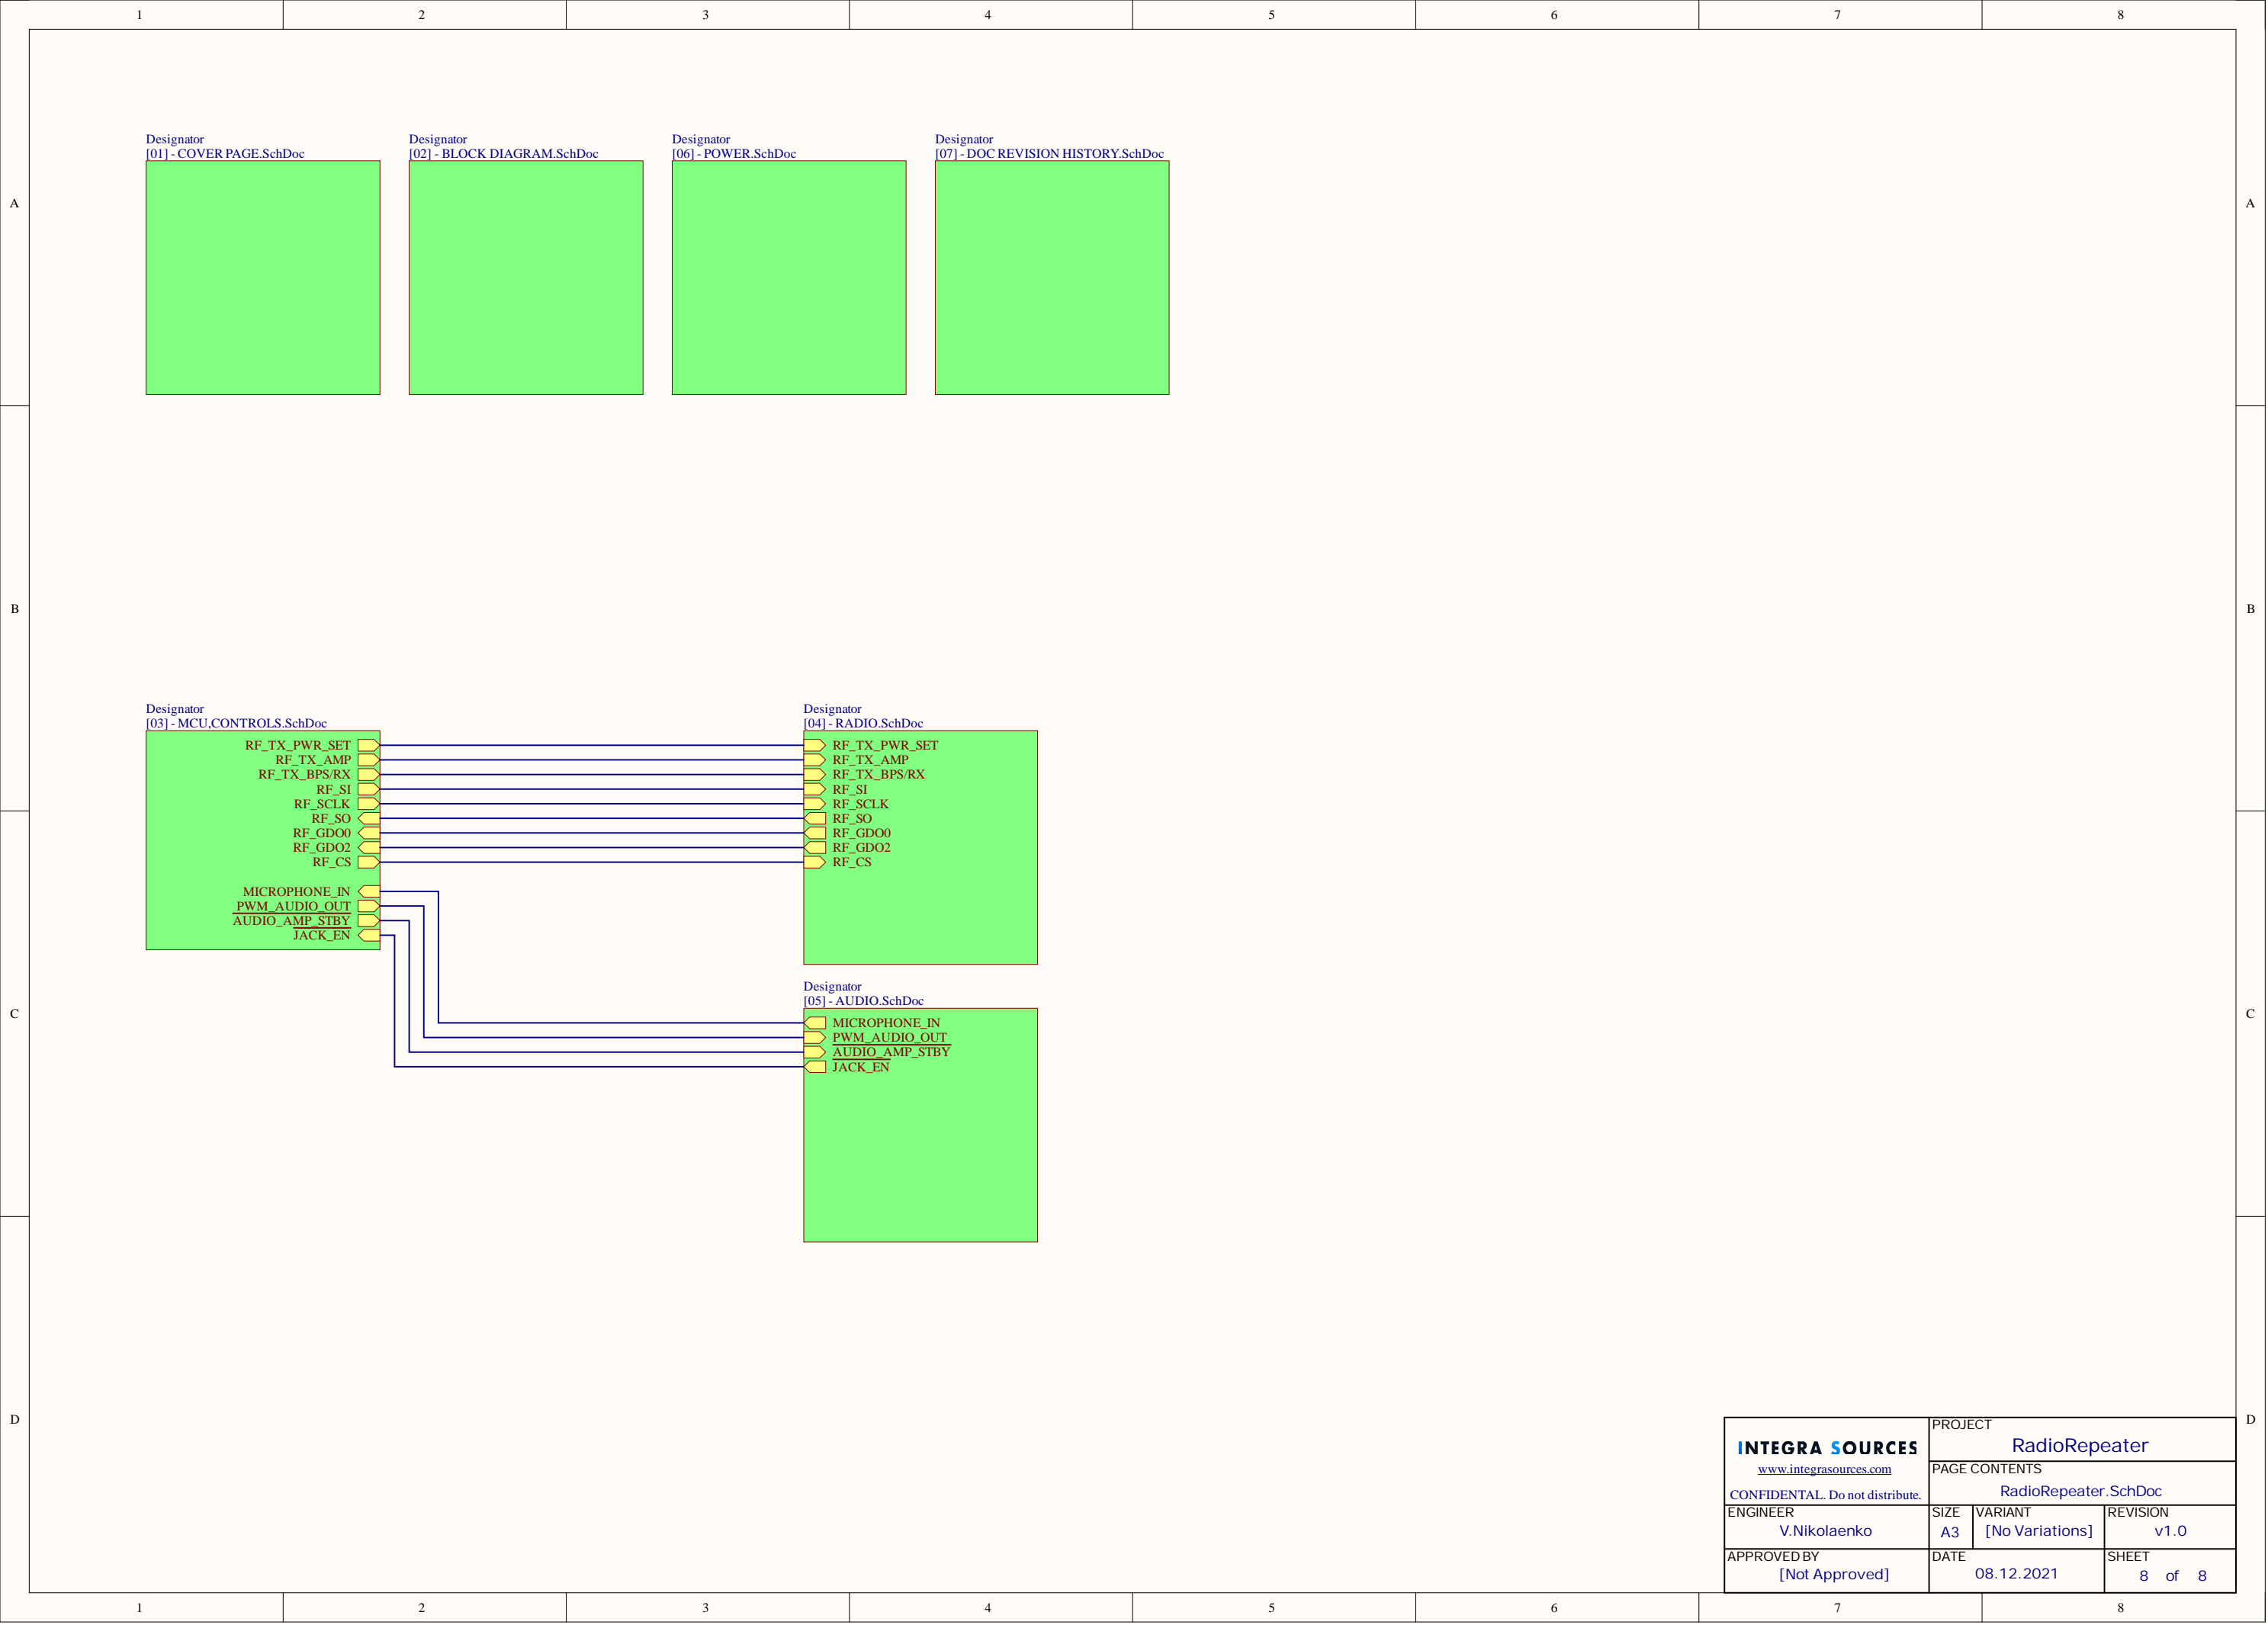 1 2 3 4 5 6 7 8
Designator
[01] - COVER PAGE.SchDoc
Designator
[02] - BLOCK DIAGRAM.SchDoc
Designator
[06] - POWER.SchDoc
Designator
[07] - DOC REVISION HISTORY.SchDoc
A A
B B
Designator
[03] - MCU,CONTROLS.SchDoc
RF_TX_PWR_SET
RF_TX_AMP
RF_TX_BPS/RX
RF_SI
RF_SCLK
RF_SO
RF_GDO0
RF_GDO2
RF_CS
MICROPHONE_IN
PWM_AUDIO_OUT
AUDIO_AMP_STBY
JACK_EN
Designator
[04] - RADIO.SchDoc
RF_TX_PWR_SET
RF_TX_AMP
RF_TX_BPS/RX
RF_SI
RF_SCLK
RF_SO
RF_GDO0
RF_GDO2
RF_CS
Designator
[05] - AUDIO.SchDoc
MICROPHONE_IN
PWM_AUDIO_OUT
AUDIO_AMP_STBY
JACK_EN
C C
D D
INTEGRA SOURCES
www.integrasources.com
CONFIDENTAL. Do not distribute.
PROJECT
RadioRepeater
PAGE CONTENTS
RadioRepeater.SchDoc
ENGINEER
V.Nikolaenko
SIZE
A3
VARIANT
[No Variations]
REVISION
v1.0
APPROVED BY
[Not Approved]
DATE
08.12.2021
SHEET
8 of 8
1 2 3 4 5 6 7 8